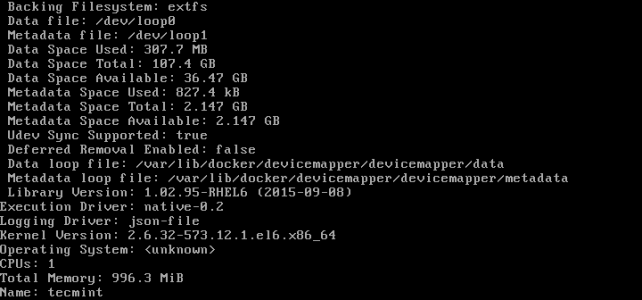 Backing Filesystem: extfs
Data file: /dev/loop0
Metadata file: /dev/loop1
Data Space Used: 307.7 MB
Data Space Total: 107.4 GB
Data Space Available: 36.47 GB
Metadata Space Used: 827.4 kB
Metadata Space Total: 2.147 GB
Metadata Space Available: 2.147 GB
Udev Sync Supported: true
Deferred Removal Enabled: false
Data loop file: /var/lib/docker/devicemapper/devicemapper/data
Metadata loop file: /var/lib/docker/devicemapper/devicemapper/metadata
Library Version: 1.02.95-RHEL6 (2015-09-08)
Execution Driver: native-0.2
Logging Driver: json-file
Kernel Version: 2.6.32-573.12.1.el6.x86_64
Operating System: <unknown>
CPUs: 1
Total Memory: 996.3 MiB
Name: tecmint